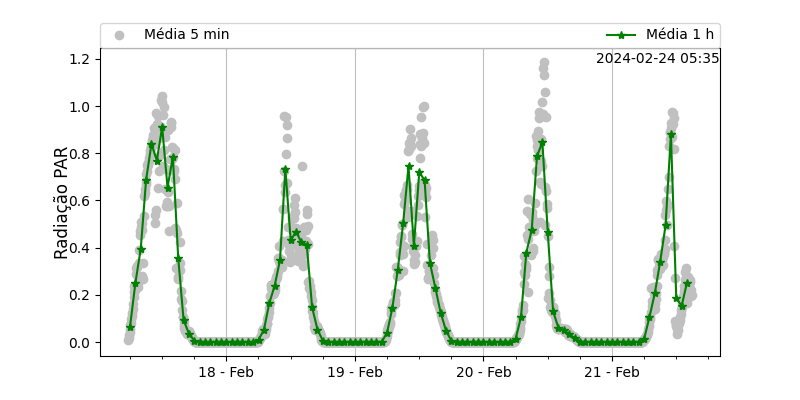 Média 5 min
Média 1 h
2024-02-24 05:35
Radiação PAR
1.2
1.0
0.8
0.6
0.4
0.2
0.0
18 - Feb
19 - Feb
20 - Feb
21 - Feb